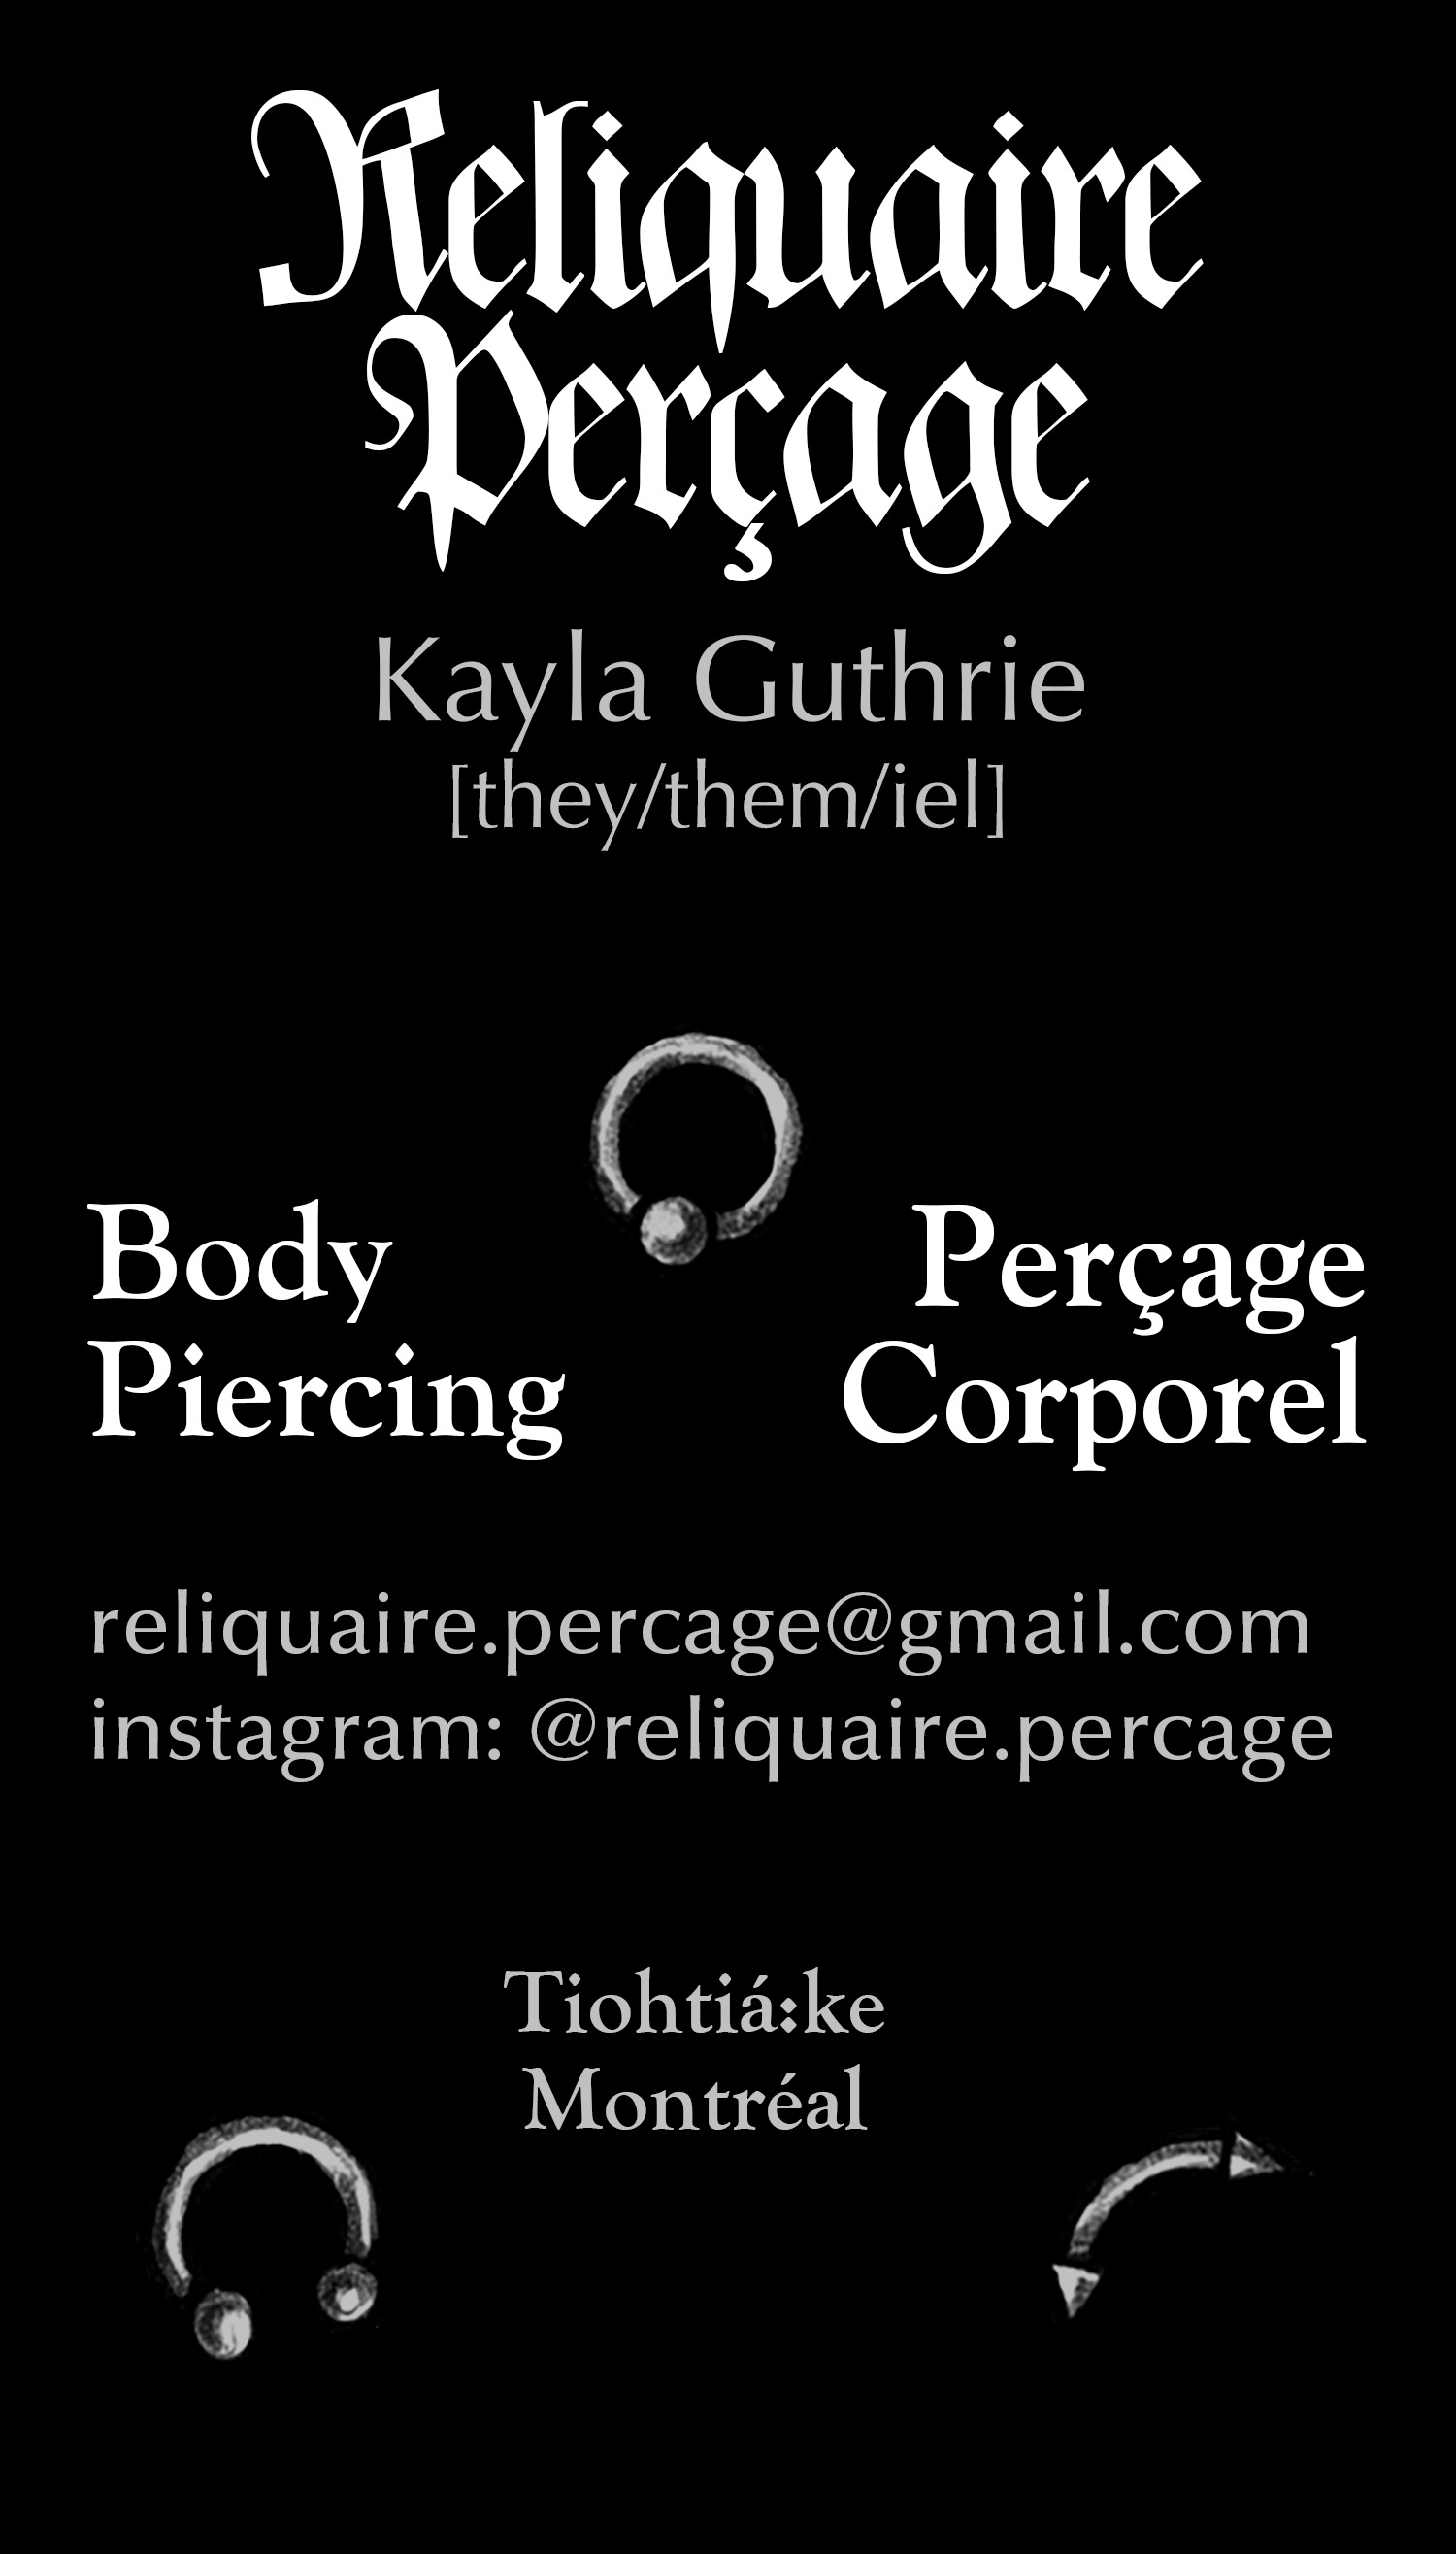 Reliquaire
Perçage
Kayla Guthrie
[they/them/iel]
Body
Piercing
Perçage
Corporel
reliquaire.percage@gmail.com
instagram: @reliquaire.percage
Tiohtiá:ke
Montréal